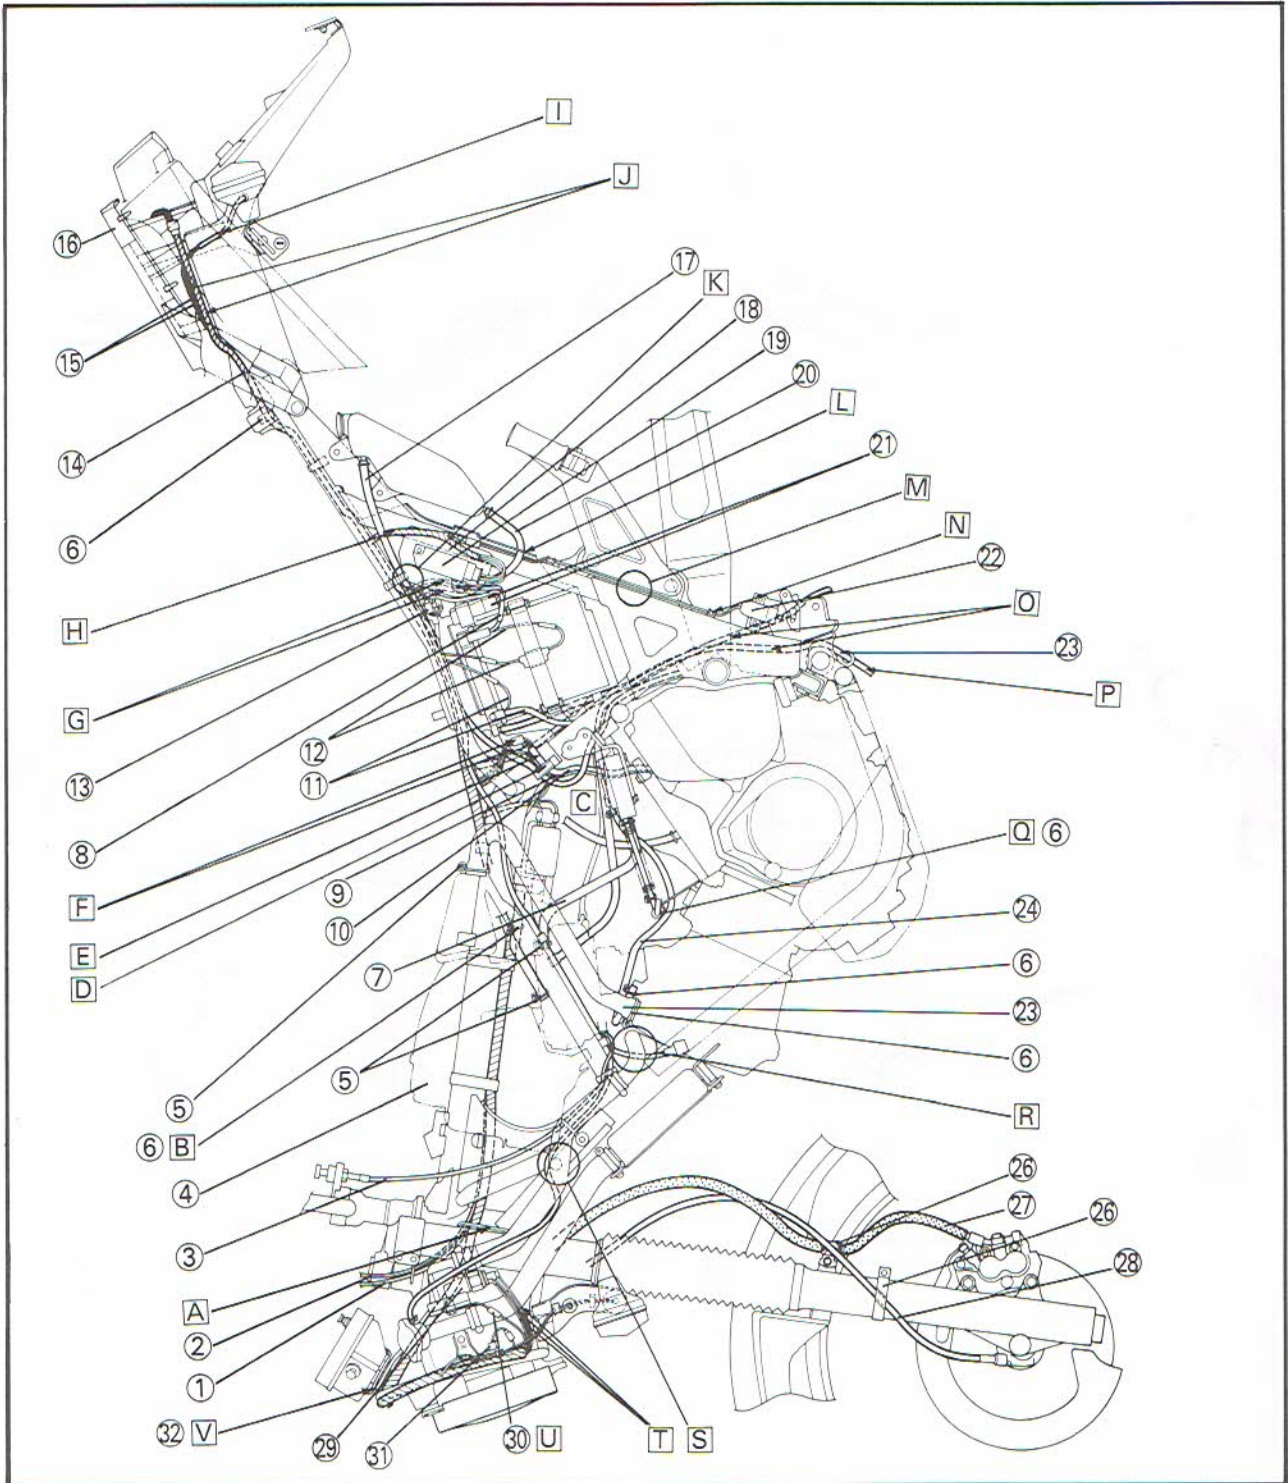 I
J
⑯
⑰
K
⑱
⑲
⑮
⑳
L
㉑
⑭
M
⑥
N
㉒
O
H
㉓
P
G
⑫
⑬
⑪
C
⑧
Q ⑥
⑨
F
㉔
⑩
E
⑥
⑦
D
㉓
⑥
⑤
⑤
R
⑥ B
④
㉖
㉗
㉖
③
㉘
A
②
①
㉜ V
㉙
㉛
㉚ U
T
S